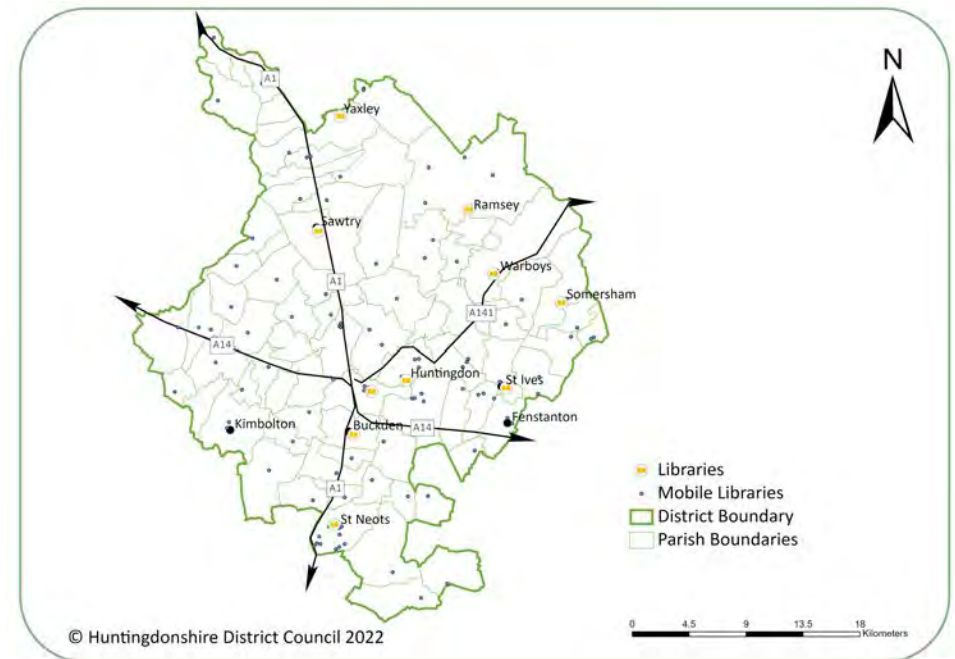 N
A1
Yaxley
Ramsey
Sawtry
Warboys
A1
Somersham
A141
A14
Huntingdon
St Ives
Fenstanton
Kimbolton
Buckden
A14
Libraries
Mobile Libraries
A1
District Boundary
St Neots
Parish Boundaries
© Huntingdonshire District Council 2022
0 4.5 9 13.5 18
Kilometers